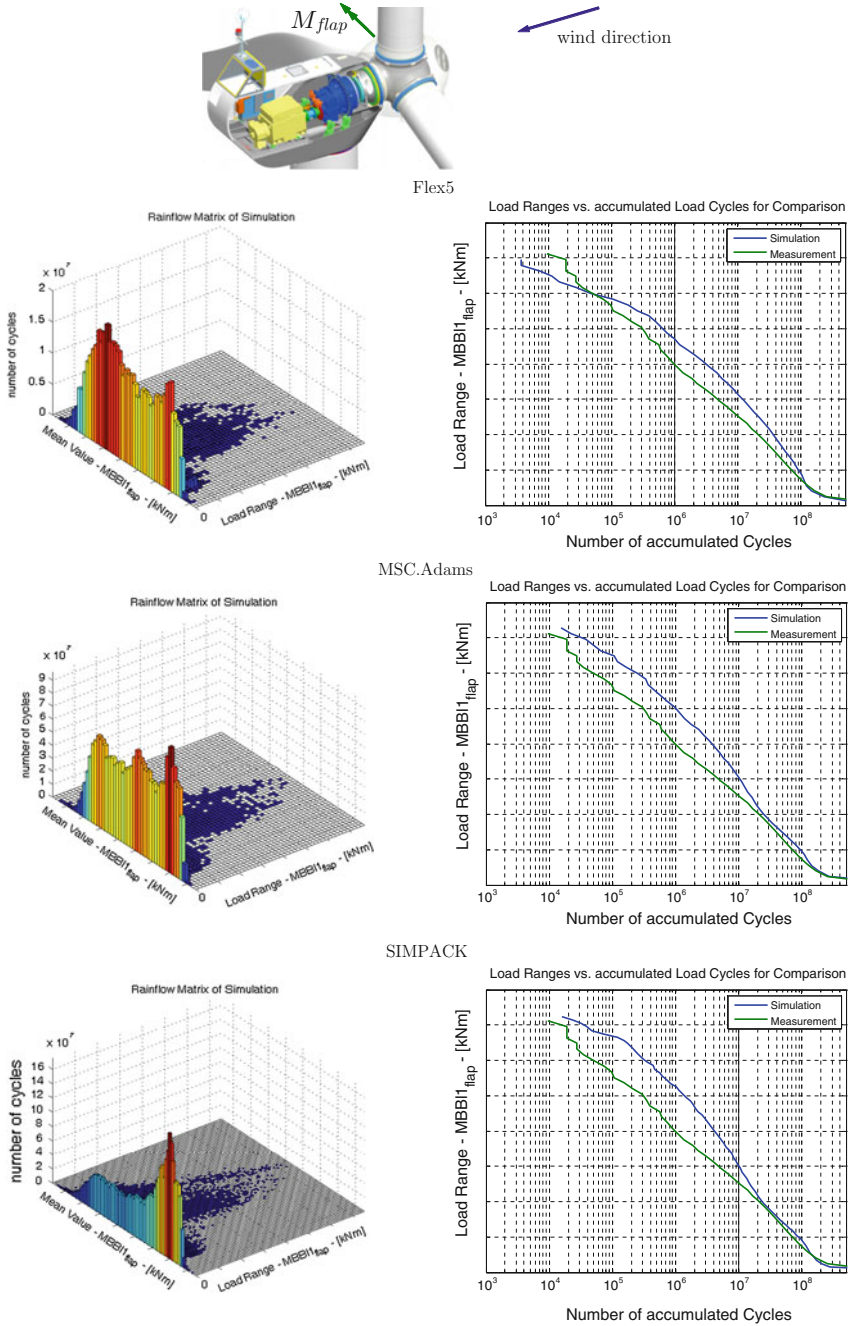 M_flap
wind direction
Flex5
Rainflow Matrix of Simulation
x 10^7
2
1.5
1
0.5
0
number of cycles
Mean Value - MBBl1_flap - [kNm]
0
Load Range - MBBl1_flap - [kNm]
Load Ranges vs. accumulated Load Cycles for Comparison
Simulation
Measurement
Load Range - MBBl1_flap - [kNm]
10^3 10^4 10^5 10^6 10^7 10^8
Number of accumulated Cycles
MSC.Adams
Rainflow Matrix of Simulation
x 10^7
9
8
7
6
5
4
3
2
1
0
number of cycles
Mean Value - MBBl1_flap - [kNm]
0
Load Range - MBBl1_flap - [kNm]
Load Ranges vs. accumulated Load Cycles for Comparison
Simulation
Measurement
Load Range - MBBl1_flap - [kNm]
10^3 10^4 10^5 10^6 10^7 10^8
Number of accumulated Cycles
SIMPACK
Rainflow Matrix of Simulation
x 10^7
16
14
12
10
8
6
4
2
0
number of cycles
Mean Value - MBBl1_flap - [kNm]
0
Load Range - MBBl1_flap - [kNm]
Load Ranges vs. accumulated Load Cycles for Comparison
Simulation
Measurement
Load Range - MBBl1_flap - [kNm]
10^3 10^4 10^5 10^6 10^7 10^8
Number of accumulated Cycles